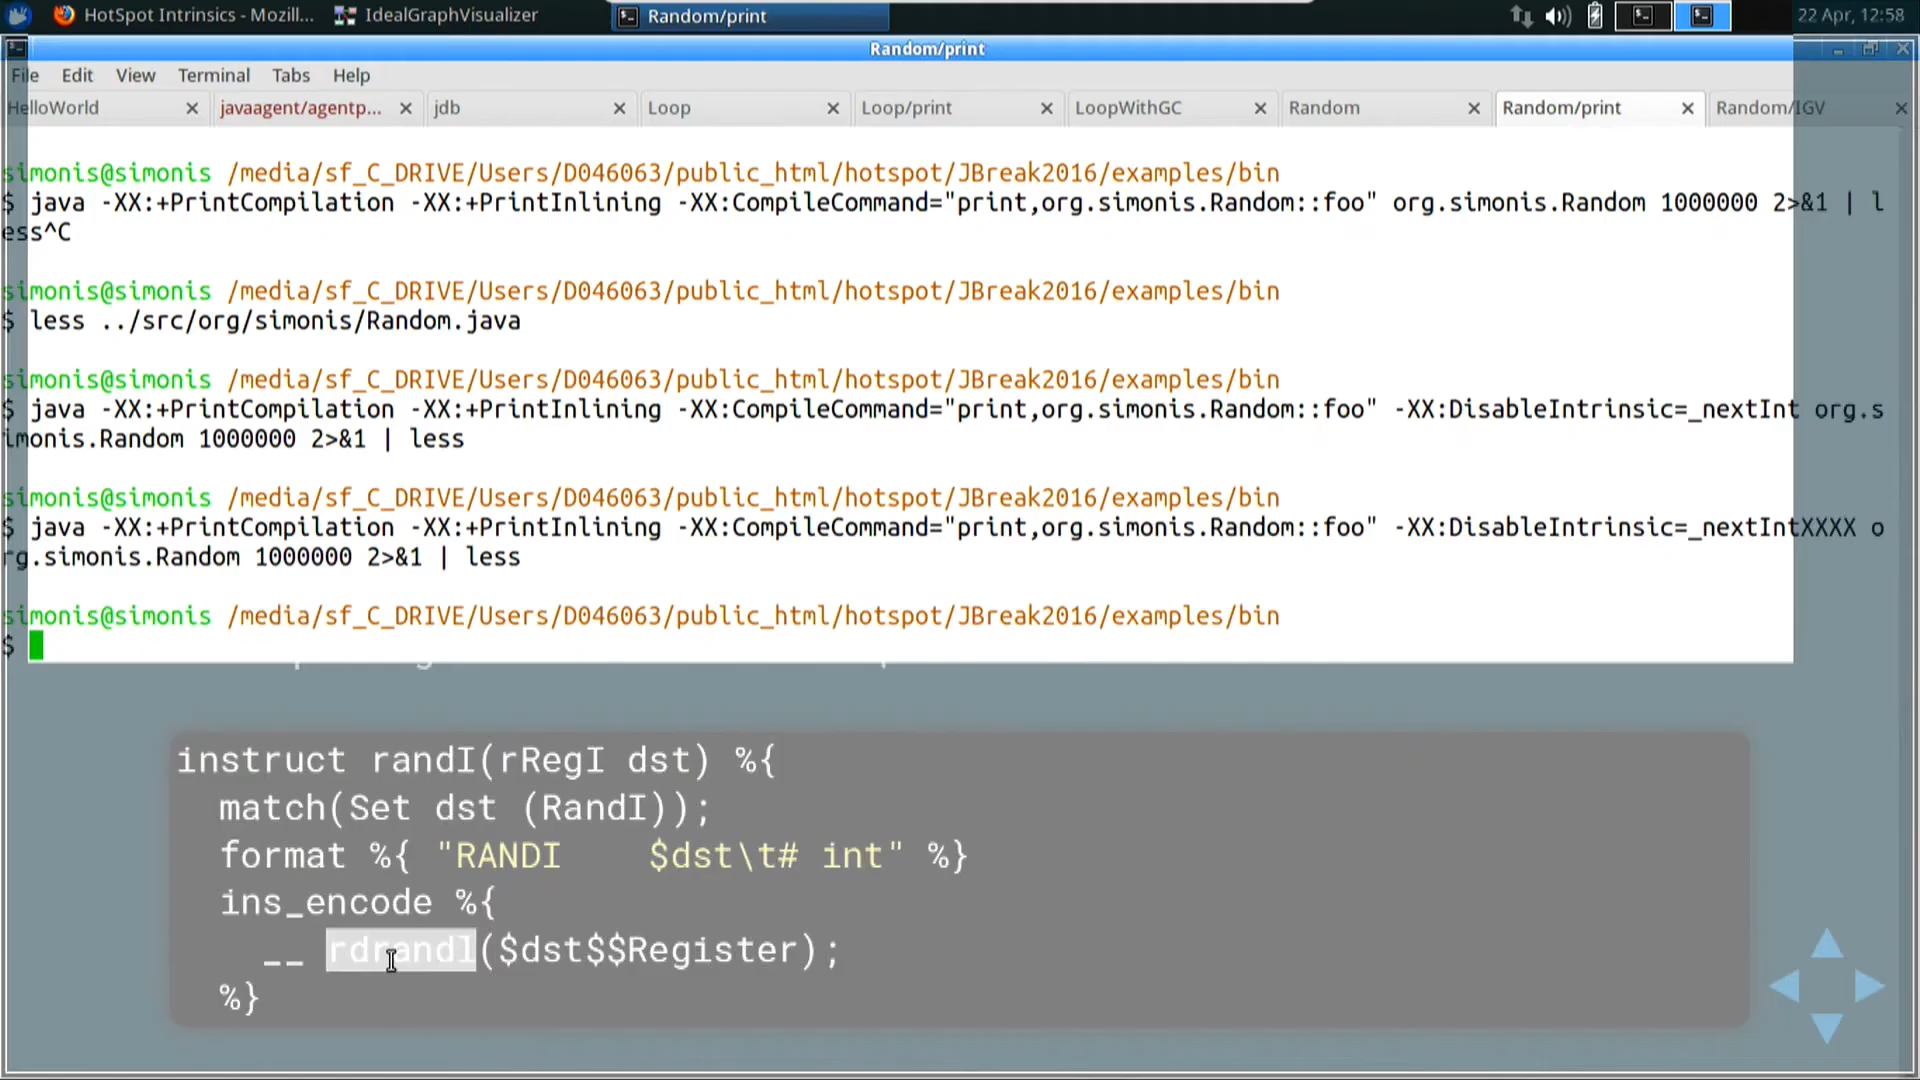 HotSpot Intrinsics - Mozill...
IdealGraphVisualizer
Random/print
22 Apr, 12:58
Random/print
File Edit View Terminal Tabs Help
HelloWorld
javaagent/agentp...
jdb
Loop
Loop/print
LoopWithGC
Random
Random/print
Random/IGV
simonis@simonis /media/sf_C_DRIVE/Users/D046063/public_html/hotspot/JBreak2016/examples/bin
$ java -XX:+PrintCompilation -XX:+PrintInlining -XX:CompileCommand="print,org.simonis.Random::foo" org.simonis.Random 1000000 2>&1 | l
ess^C
simonis@simonis /media/sf_C_DRIVE/Users/D046063/public_html/hotspot/JBreak2016/examples/bin
$ less ../src/org/simonis/Random.java
simonis@simonis /media/sf_C_DRIVE/Users/D046063/public_html/hotspot/JBreak2016/examples/bin
$ java -XX:+PrintCompilation -XX:+PrintInlining -XX:CompileCommand="print,org.simonis.Random::foo" -XX:DisableIntrinsic=_nextInt org.s
imonis.Random 1000000 2>&1 | less
simonis@simonis /media/sf_C_DRIVE/Users/D046063/public_html/hotspot/JBreak2016/examples/bin
$ java -XX:+PrintCompilation -XX:+PrintInlining -XX:CompileCommand="print,org.simonis.Random::foo" -XX:DisableIntrinsic=_nextIntXXXX o
rg.simonis.Random 1000000 2>&1 | less
simonis@simonis /media/sf_C_DRIVE/Users/D046063/public_html/hotspot/JBreak2016/examples/bin
$
instruct randI(rRegI dst) %{
match(Set dst (RandI));
format %{ "RANDI $dst\t# int" %}
ins_encode %{
__ rdrandl($dst$$Register);
%}